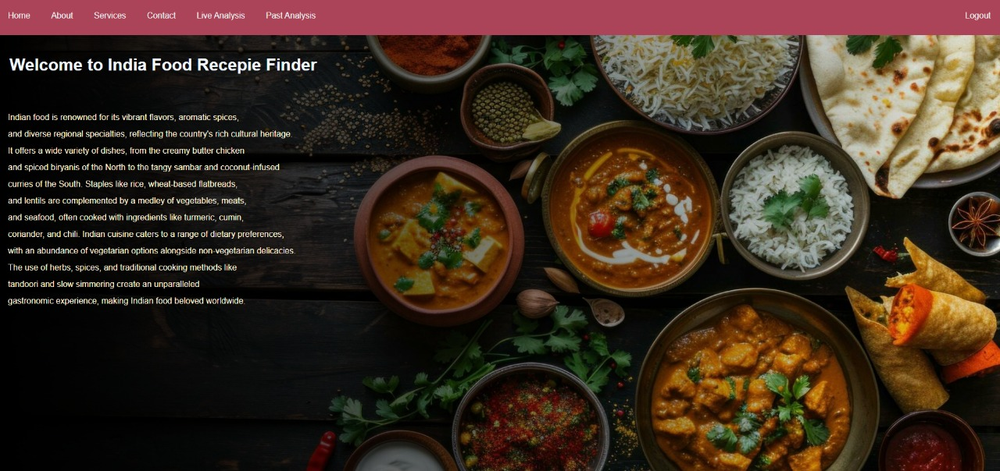 Home About Services Contact Live Analysis Past Analysis Logout
Welcome to India Food Recepie Finder
Indian food is renowned for its vibrant flavors, aromatic spices,
and diverse regional specialties, reflecting the country's rich cultural heritage.
It offers a wide variety of dishes, from the creamy butter chicken
and spiced biryanis of the North to the tangy sambar and coconut-infused
curries of the South. Staples like rice, wheat-based flatbreads,
and lentils are complemented by a medley of vegetables, meats,
and seafood, often cooked with ingredients like turmeric, cumin,
coriander, and chili. Indian cuisine caters to a range of dietary preferences,
with an abundance of vegetarian options alongside non-vegetarian delicacies.
The use of herbs, spices, and traditional cooking methods like
tandoori and slow simmering create an unparalleled
gastronomic experience, making Indian food beloved worldwide.